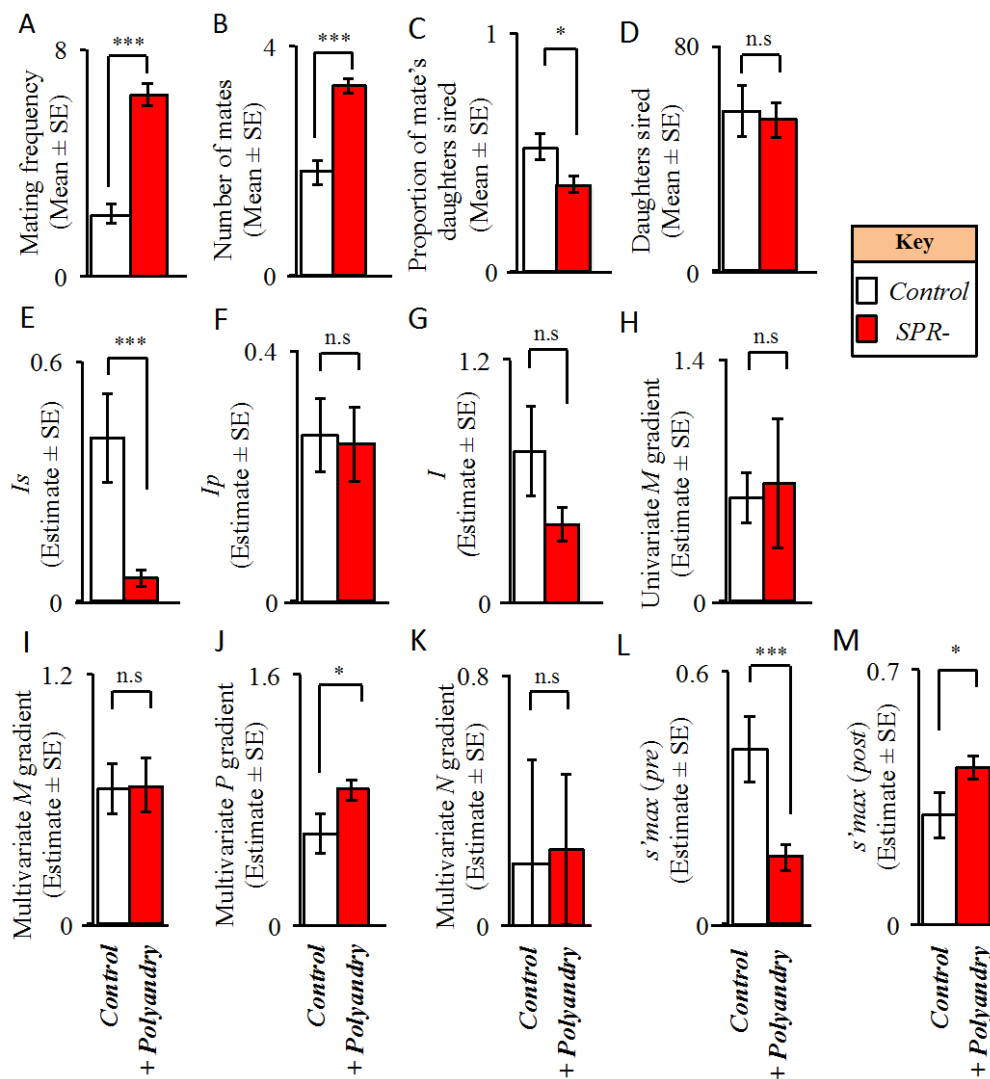 A
Mating frequency
(Mean ± SE)
8
0
***
B
Number of mates
(Mean ± SE)
4
0
***
C
Proportion of mate's
daughters sired
(Mean ± SE)
1
0
*
D
Daughters sired
(Mean ± SE)
80
0
n.s
Key
Control
SPR-
E
Is
(Estimate ± SE)
0.6
0
***
F
Ip
(Estimate ± SE)
0.4
0
n.s
G
I
(Estimate ± SE)
1.2
0
n.s
H
Univariate M gradient
(Estimate ± SE)
1.4
0
n.s
I
Multivariate M gradient
(Estimate ± SE)
1.2
0
n.s
Control
+ Polyandry
J
Multivariate P gradient
(Estimate ± SE)
1.6
0
*
Control
+ Polyandry
K
Multivariate N gradient
(Estimate ± SE)
0.8
0
n.s
Control
+ Polyandry
L
s'max (pre)
(Estimate ± SE)
0.6
0
***
Control
+ Polyandry
M
s'max (post)
(Estimate ± SE)
0.7
0
*
Control
+ Polyandry